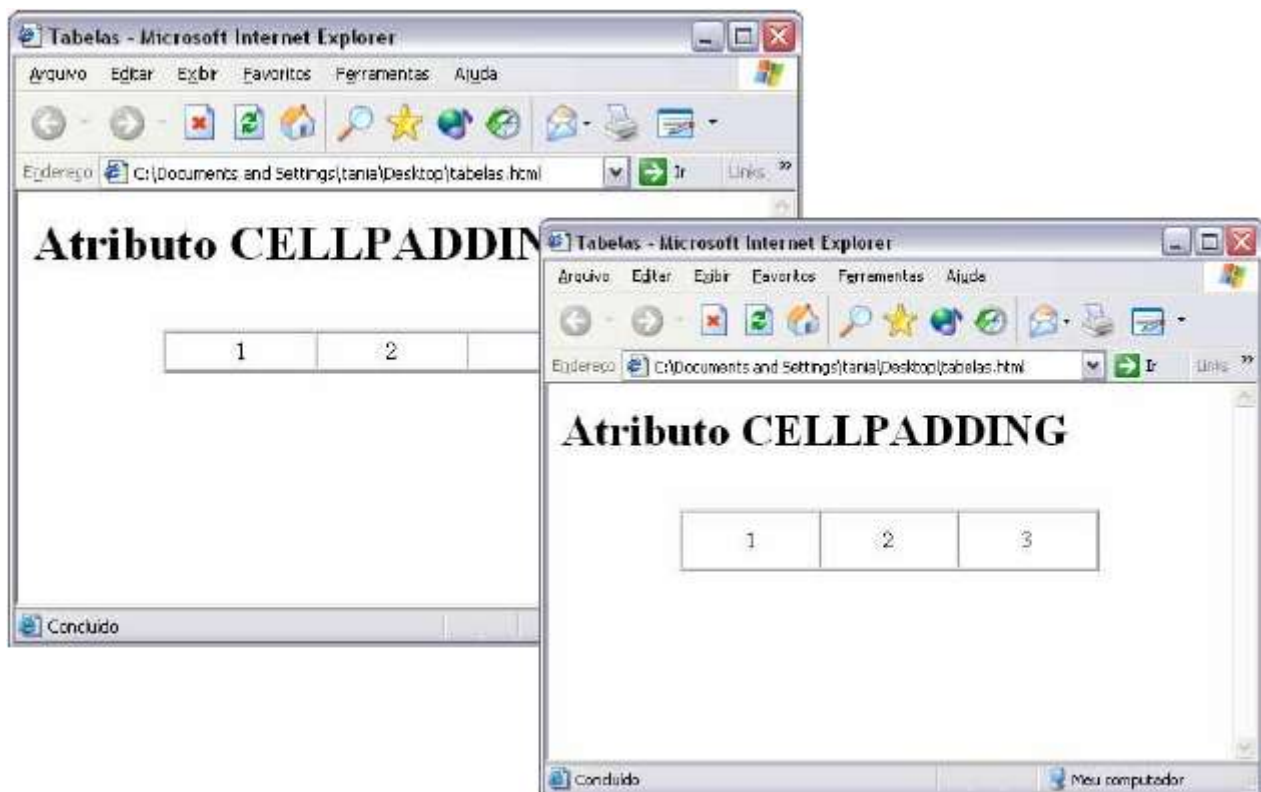 Tabelas - Microsoft Internet Explorer
Arquivo Editar Exibir Favoritos Ferramentas Ajuda
Endereço C:\Documents and Settings\tania\Desktop\tabelas.html Ir Links »
Atributo CELLPADDIN
1 2
Concluído
Tabelas - Microsoft Internet Explorer
Arquivo Editar Exibir Favoritos Ferramentas Ajuda
Endereço C:\Documents and Settings\tania\Desktop\tabelas.html Ir Links »
Atributo CELLPADDING
1 2 3
Concluído Meu computador